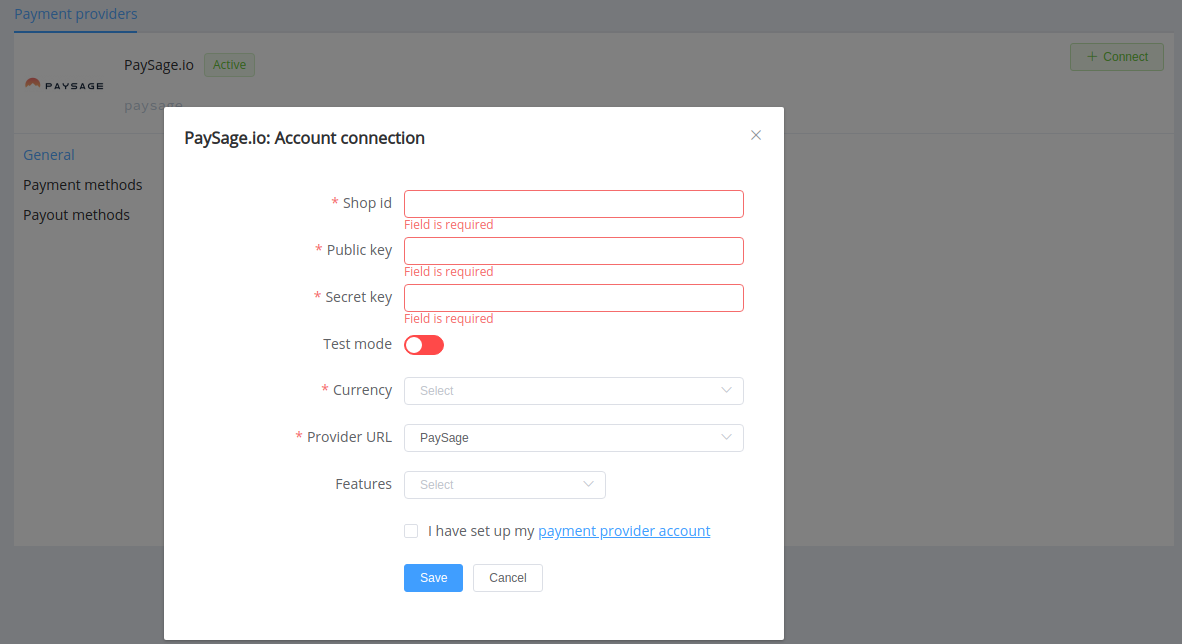 Payment providers
PaySage.io Active
+ Connect
PAYSAGE
paysage
PaySage.io: Account connection
General
Payment methods
Payout methods
* Shop id
Field is required
* Public key
Field is required
* Secret key
Field is required
Test mode
* Currency Select
* Provider URL PaySage
Features Select
I have set up my payment provider account
Save Cancel